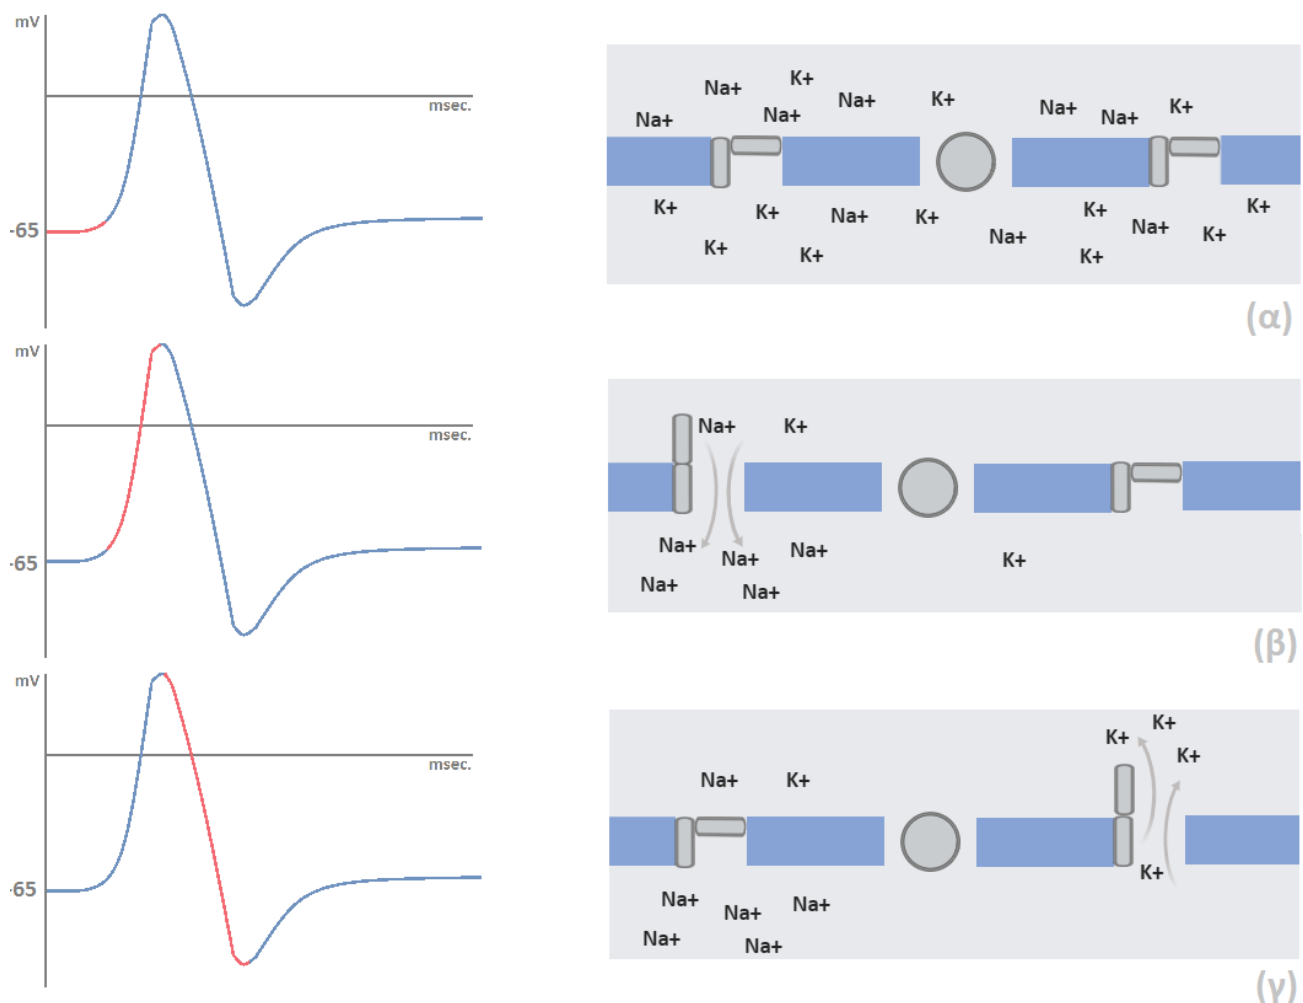 mV
msec.
-65
Na+ Na+ K+ Na+ Na+ K+ Na+ Na+ K+
K+ K+ Na+ K+ K+ Na+ K+
K+ K+ Na+ K+ K+
(α)
mV
msec.
-65
Na+ K+
Na+ Na+ Na+ K+
Na+ Na+
(β)
mV
msec.
-65
K+ K+
K+
Na+ K+
K+
Na+ Na+ Na+
Na+ Na+
(γ)